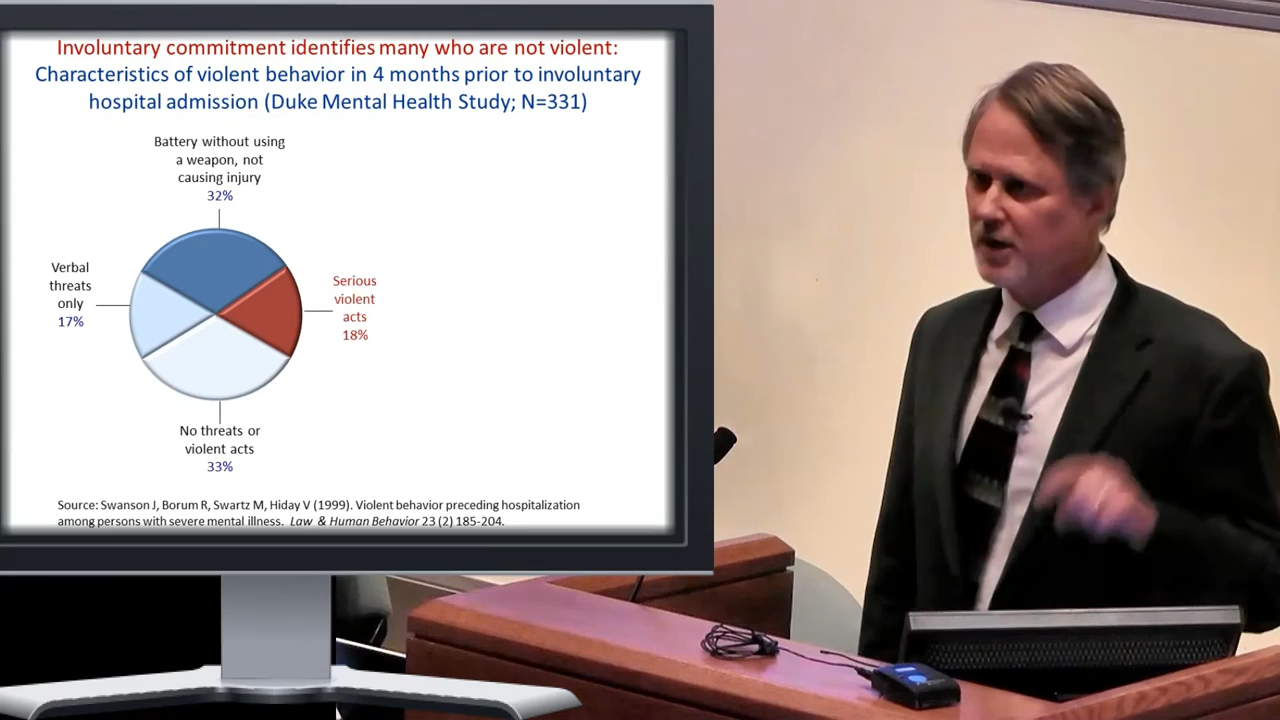 Involuntary commitment identifies many who are not violent:
Characteristics of violent behavior in 4 months prior to involuntary
hospital admission (Duke Mental Health Study; N=331)
Battery without using
a weapon, not
causing injury
32%
Verbal
threats
only
17%
Serious
violent
acts
18%
No threats or
violent acts
33%
Source: Swanson J, Borum R, Swartz M, Hiday V (1999). Violent behavior preceding hospitalization
among persons with severe mental illness. Law & Human Behavior 23 (2) 185-204.